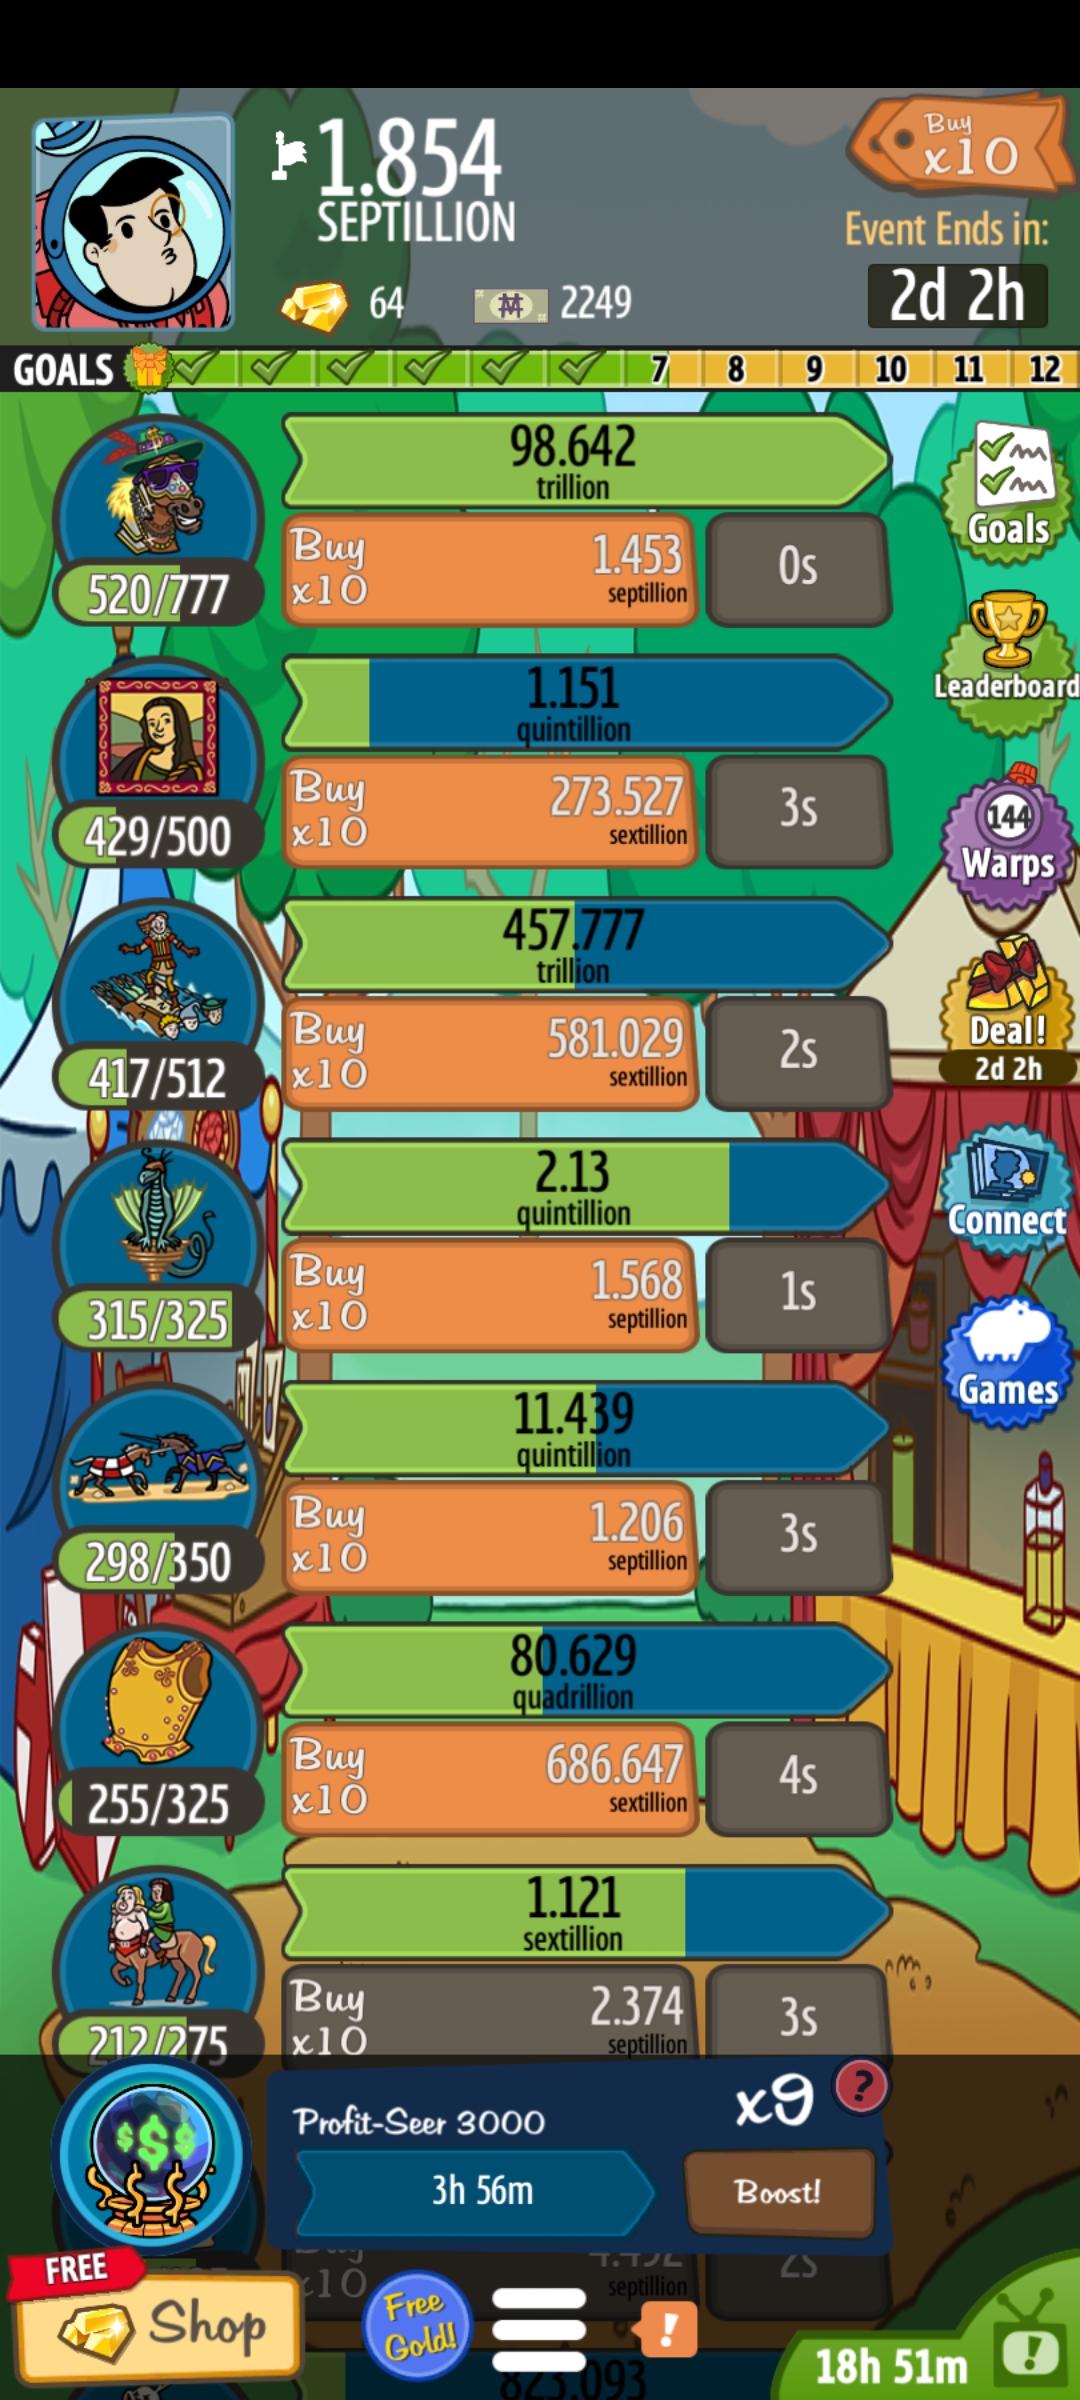 1.854
SEPTILLION
Buy
x10
Event Ends in:
2d 2h
64
2249
GOALS
7 8 9 10 11 12
98.642
trillion
520/777
Buy
x10
1.453
septillion
0s
Goals
Leaderboard
1.151
quintillion
429/500
Buy
x10
273.527
sextillion
3s
144
Warps
457.777
trillion
417/512
Buy
x10
581.029
sextillion
2s
Deal!
2d 2h
2.13
quintillion
315/325
Buy
x10
1.568
septillion
1s
Connect
11.439
quintillion
298/350
Buy
x10
1.206
septillion
3s
Games
80.629
quadrillion
255/325
Buy
x10
686.647
sextillion
4s
1.121
sextillion
212/275
Buy
x10
2.374
septillion
3s
Profit-Seer 3000
x9
?
$$$
3h 56m
Boost!
x10
septillion
2s
FREE
Shop
Free
Gold!
!
18h 51m
!
823.093